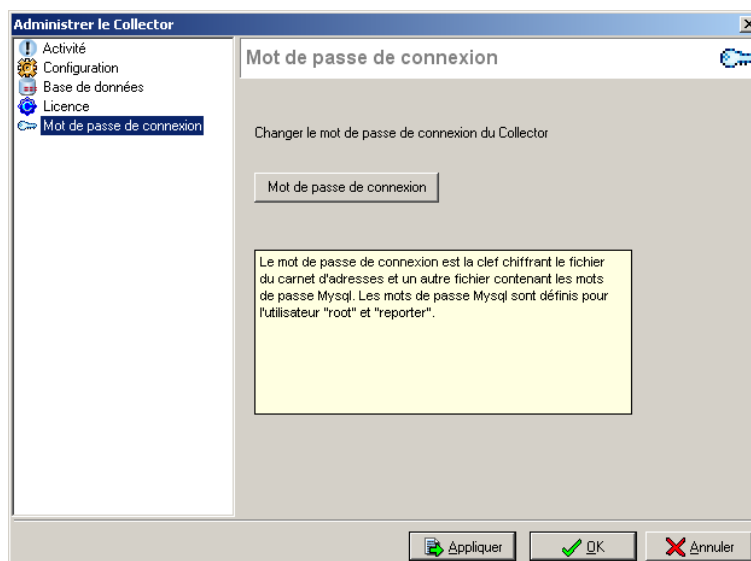 Administrer le Collector
Activité
Configuration
Base de données
Licence
Mot de passe de connexion
Mot de passe de connexion
Changer le mot de passe de connexion du Collector
Mot de passe de connexion
Le mot de passe de connexion est la clef chiffrant le fichier
du carnet d'adresses et un autre fichier contenant les mots
de passe Mysql. Les mots de passe Mysql sont définis pour
l'utilisateur "root" et "reporter".
Appliquer
OK
Annuler